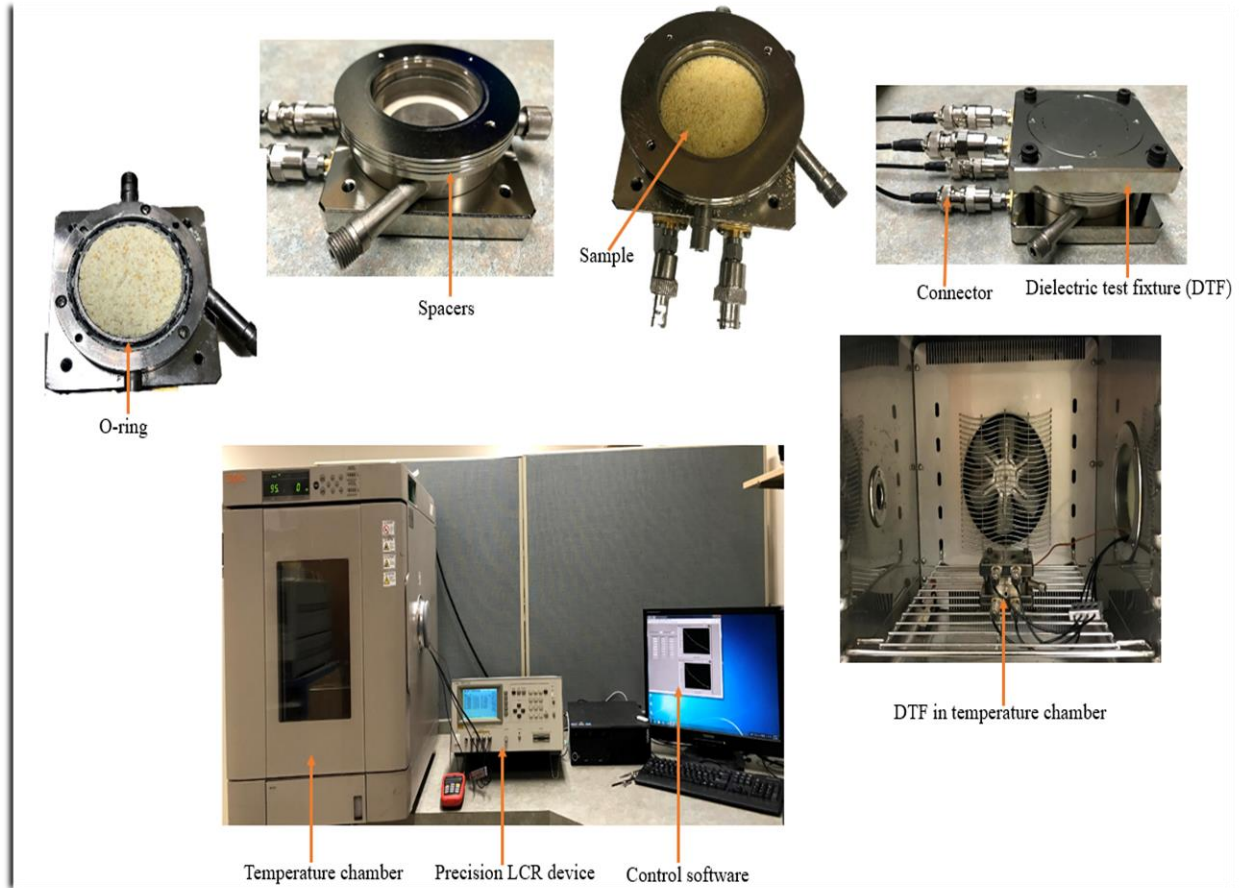 Sample
Spacers
Connector
Dielectric test fixture (DTF)
O-ring
DTF in temperature chamber
Temperature chamber
Precision LCR device
Control software